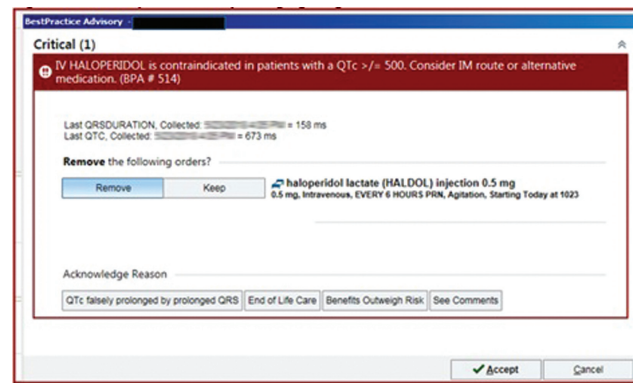 BestPractice Advisory -
Critical (1)
IV HALOPERIDOL is contraindicated in patients with a QTc >/= 500. Consider IM route or alternative
medication. (BPA # 514)
Last QRSDURATION, Collected: = 158 ms
Last QTC, Collected: = 673 ms
Remove the following orders?
Remove Keep haloperidol lactate (HALDOL) injection 0.5 mg
0.5 mg, Intravenous, EVERY 6 HOURS PRN, Agitation, Starting Today at 1023
Acknowledge Reason
QTc falsely prolonged by prolonged QRS End of Life Care Benefits Outweigh Risk See Comments
Accept Cancel